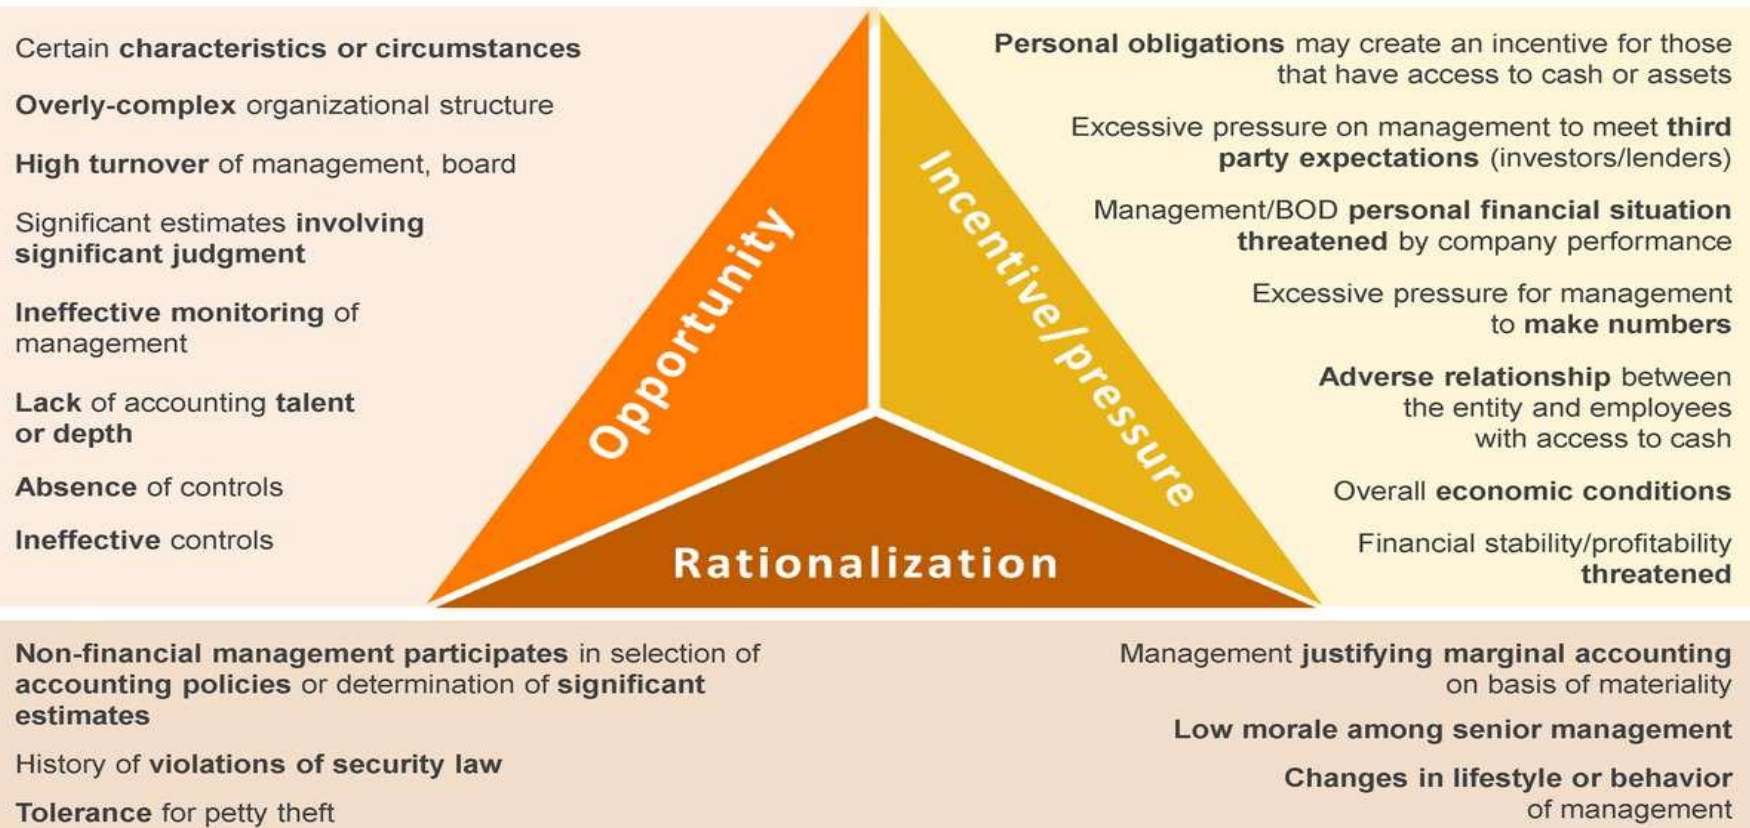 Certain characteristics or circumstances
Overly-complex organizational structure
High turnover of management, board
Significant estimates involving
significant judgment
Ineffective monitoring of
management
Lack of accounting talent
or depth
Absence of controls
Ineffective controls
Opportunity
Incentive/pressure
Rationalization
Personal obligations may create an incentive for those
that have access to cash or assets
Excessive pressure on management to meet third
party expectations (investors/lenders)
Management/BOD personal financial situation
threatened by company performance
Excessive pressure for management
to make numbers
Adverse relationship between
the entity and employees
with access to cash
Overall economic conditions
Financial stability/profitability
threatened
Non-financial management participates in selection of
accounting policies or determination of significant
estimates
History of violations of security law
Tolerance for petty theft
Management justifying marginal accounting
on basis of materiality
Low morale among senior management
Changes in lifestyle or behavior
of management